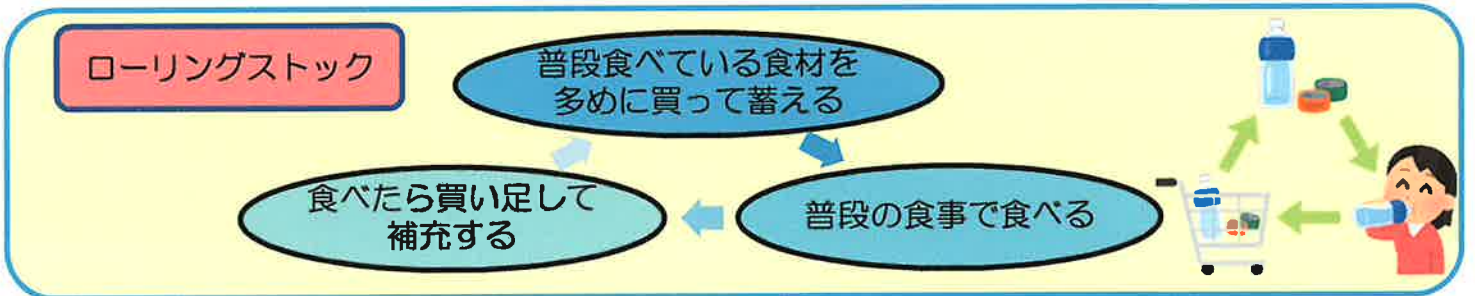 ローリングストック
普段食べている食材を
多めに買って蓄える
普段の食事で食べる
食べたら買い足して
補充する